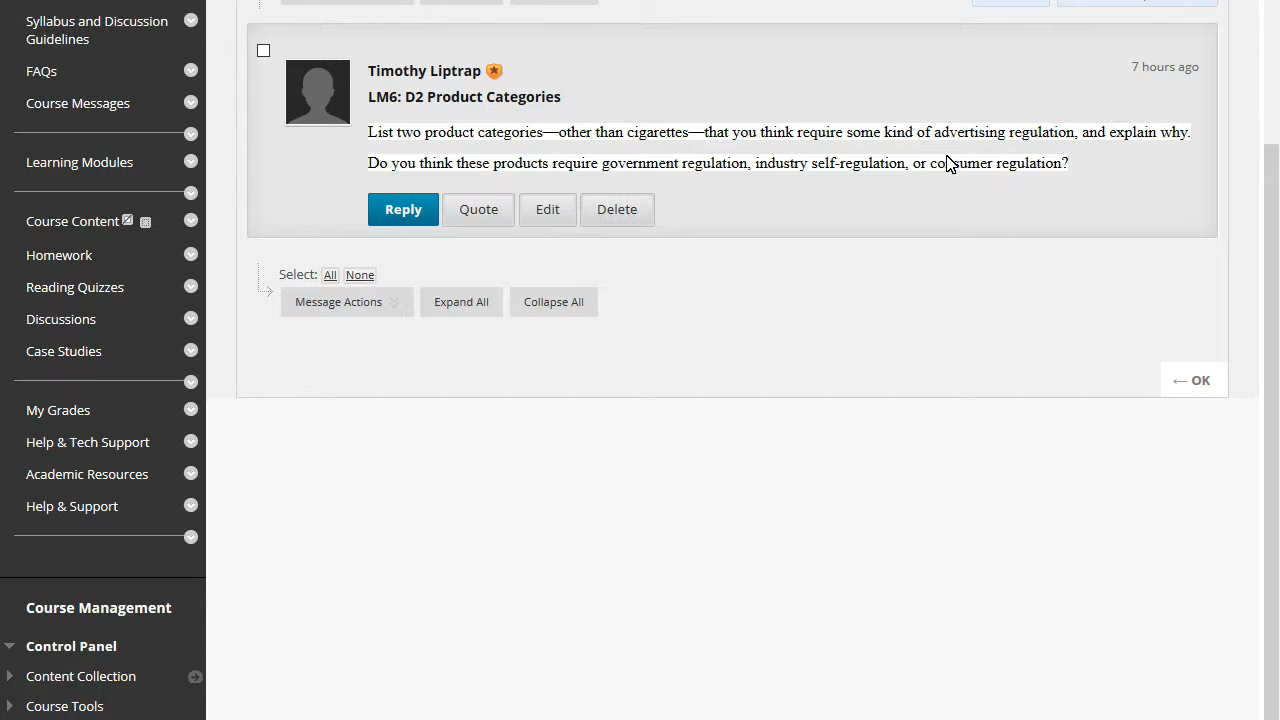 Syllabus and Discussion
Guidelines
FAQs
Course Messages
Learning Modules
Course Content
Homework
Reading Quizzes
Discussions
Case Studies
My Grades
Help & Tech Support
Academic Resources
Help & Support
Course Management
Control Panel
Content Collection
Course Tools
Timothy Liptrap
7 hours ago
LM6: D2 Product Categories
List two product categories—other than cigarettes—that you think require some kind of advertising regulation, and explain why.
Do you think these products require government regulation, industry self-regulation, or consumer regulation?
Reply Quote Edit Delete
Select: All None
Message Actions Expand All Collapse All
← OK